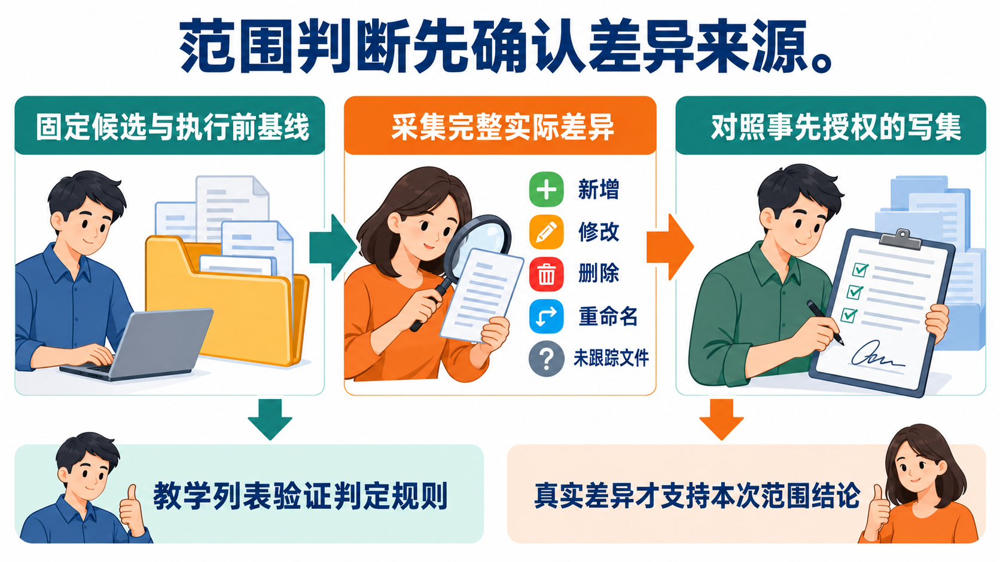 范围判断先确认差异来源。
固定候选与执行前基线
采集完整实际差异
对照事先授权的写集
新增
修改
删除
重命名
未跟踪文件
教学列表验证判定规则
真实差异才支持本次范围结论